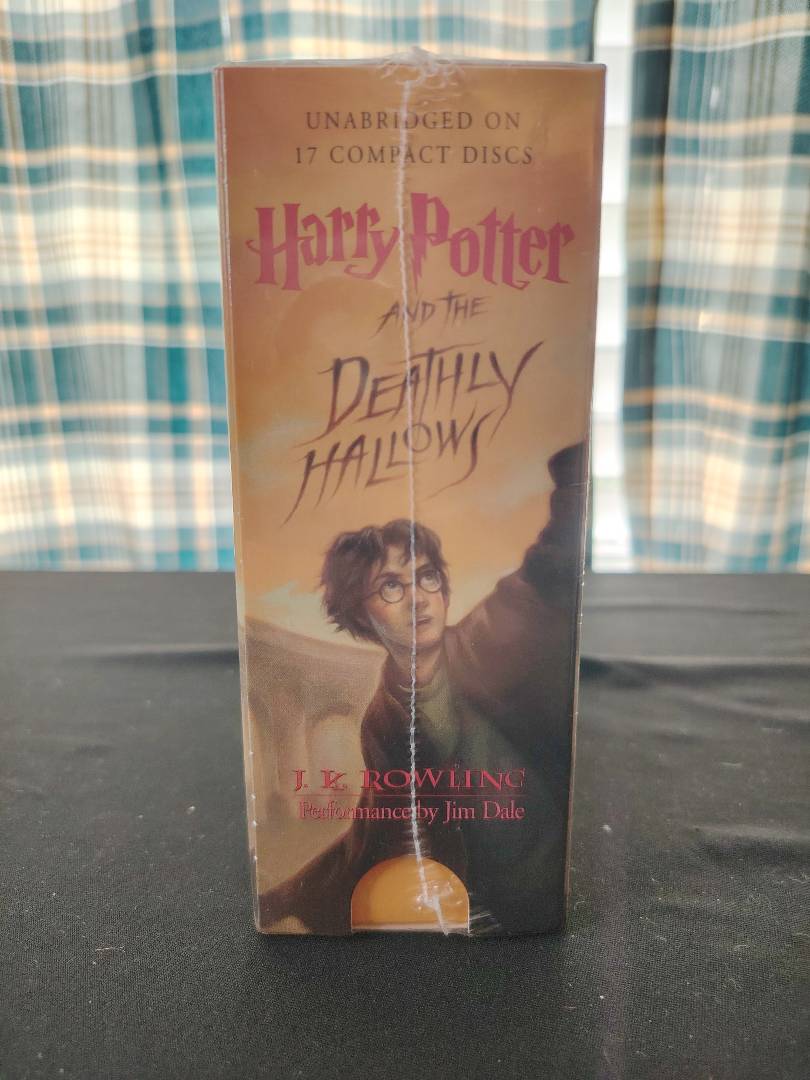 UNABRIDGED ON
17 COMPACT DISCS
Harry Potter
AND THE
DEATHLY
HALLOWS
J. K. ROWLING
Performance by Jim Dale